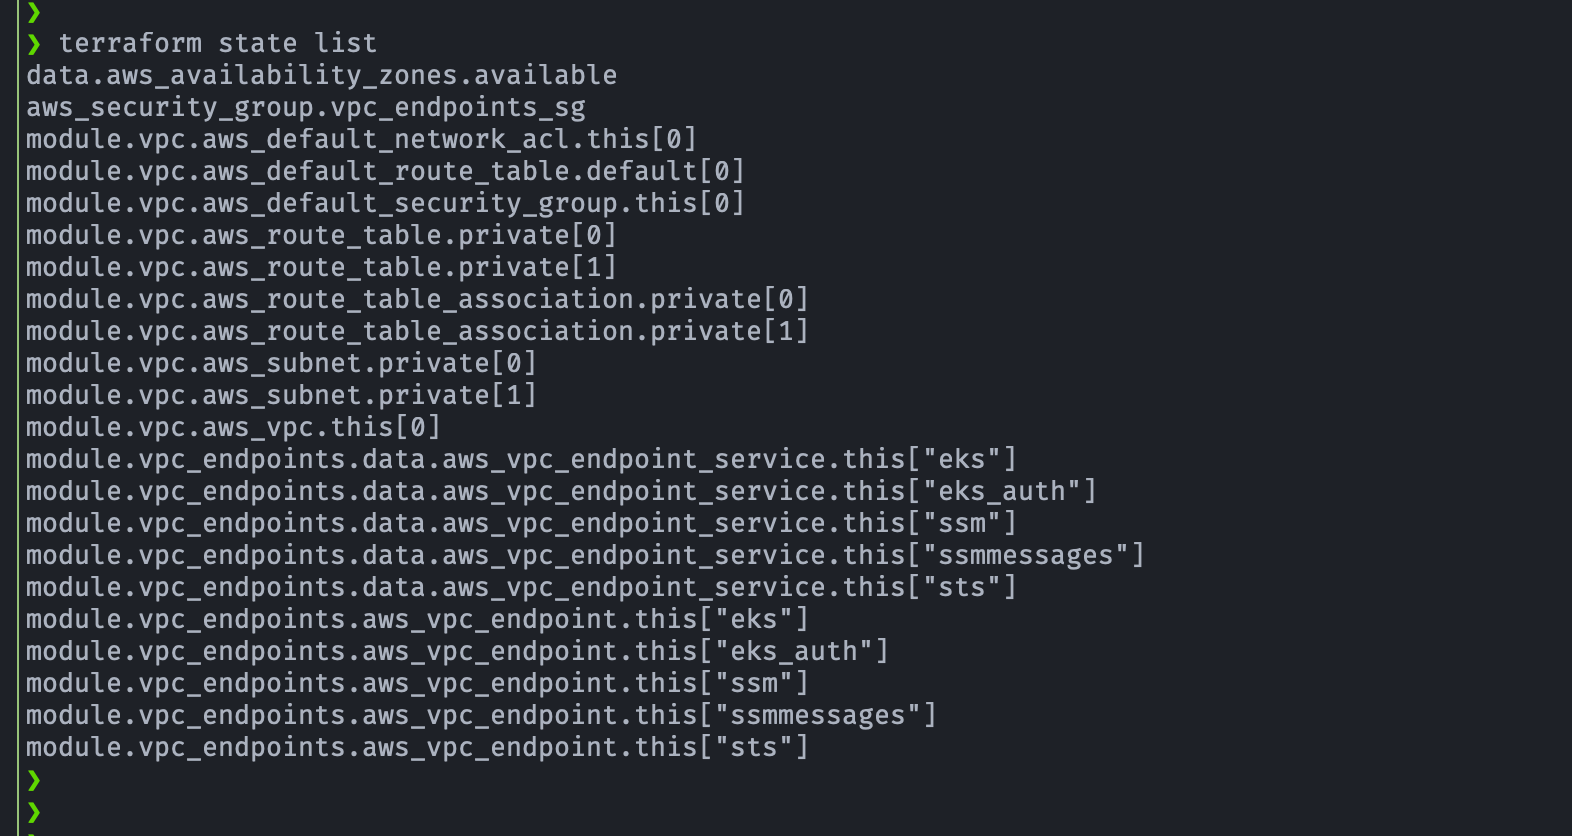 ❯
❯ terraform state list
data.aws_availability_zones.available
aws_security_group.vpc_endpoints_sg
module.vpc.aws_default_network_acl.this[0]
module.vpc.aws_default_route_table.default[0]
module.vpc.aws_default_security_group.this[0]
module.vpc.aws_route_table.private[0]
module.vpc.aws_route_table.private[1]
module.vpc.aws_route_table_association.private[0]
module.vpc.aws_route_table_association.private[1]
module.vpc.aws_subnet.private[0]
module.vpc.aws_subnet.private[1]
module.vpc.aws_vpc.this[0]
module.vpc_endpoints.data.aws_vpc_endpoint_service.this["eks"]
module.vpc_endpoints.data.aws_vpc_endpoint_service.this["eks_auth"]
module.vpc_endpoints.data.aws_vpc_endpoint_service.this["ssm"]
module.vpc_endpoints.data.aws_vpc_endpoint_service.this["ssmmessages"]
module.vpc_endpoints.data.aws_vpc_endpoint_service.this["sts"]
module.vpc_endpoints.aws_vpc_endpoint.this["eks"]
module.vpc_endpoints.aws_vpc_endpoint.this["eks_auth"]
module.vpc_endpoints.aws_vpc_endpoint.this["ssm"]
module.vpc_endpoints.aws_vpc_endpoint.this["ssmmessages"]
module.vpc_endpoints.aws_vpc_endpoint.this["sts"]
❯
❯